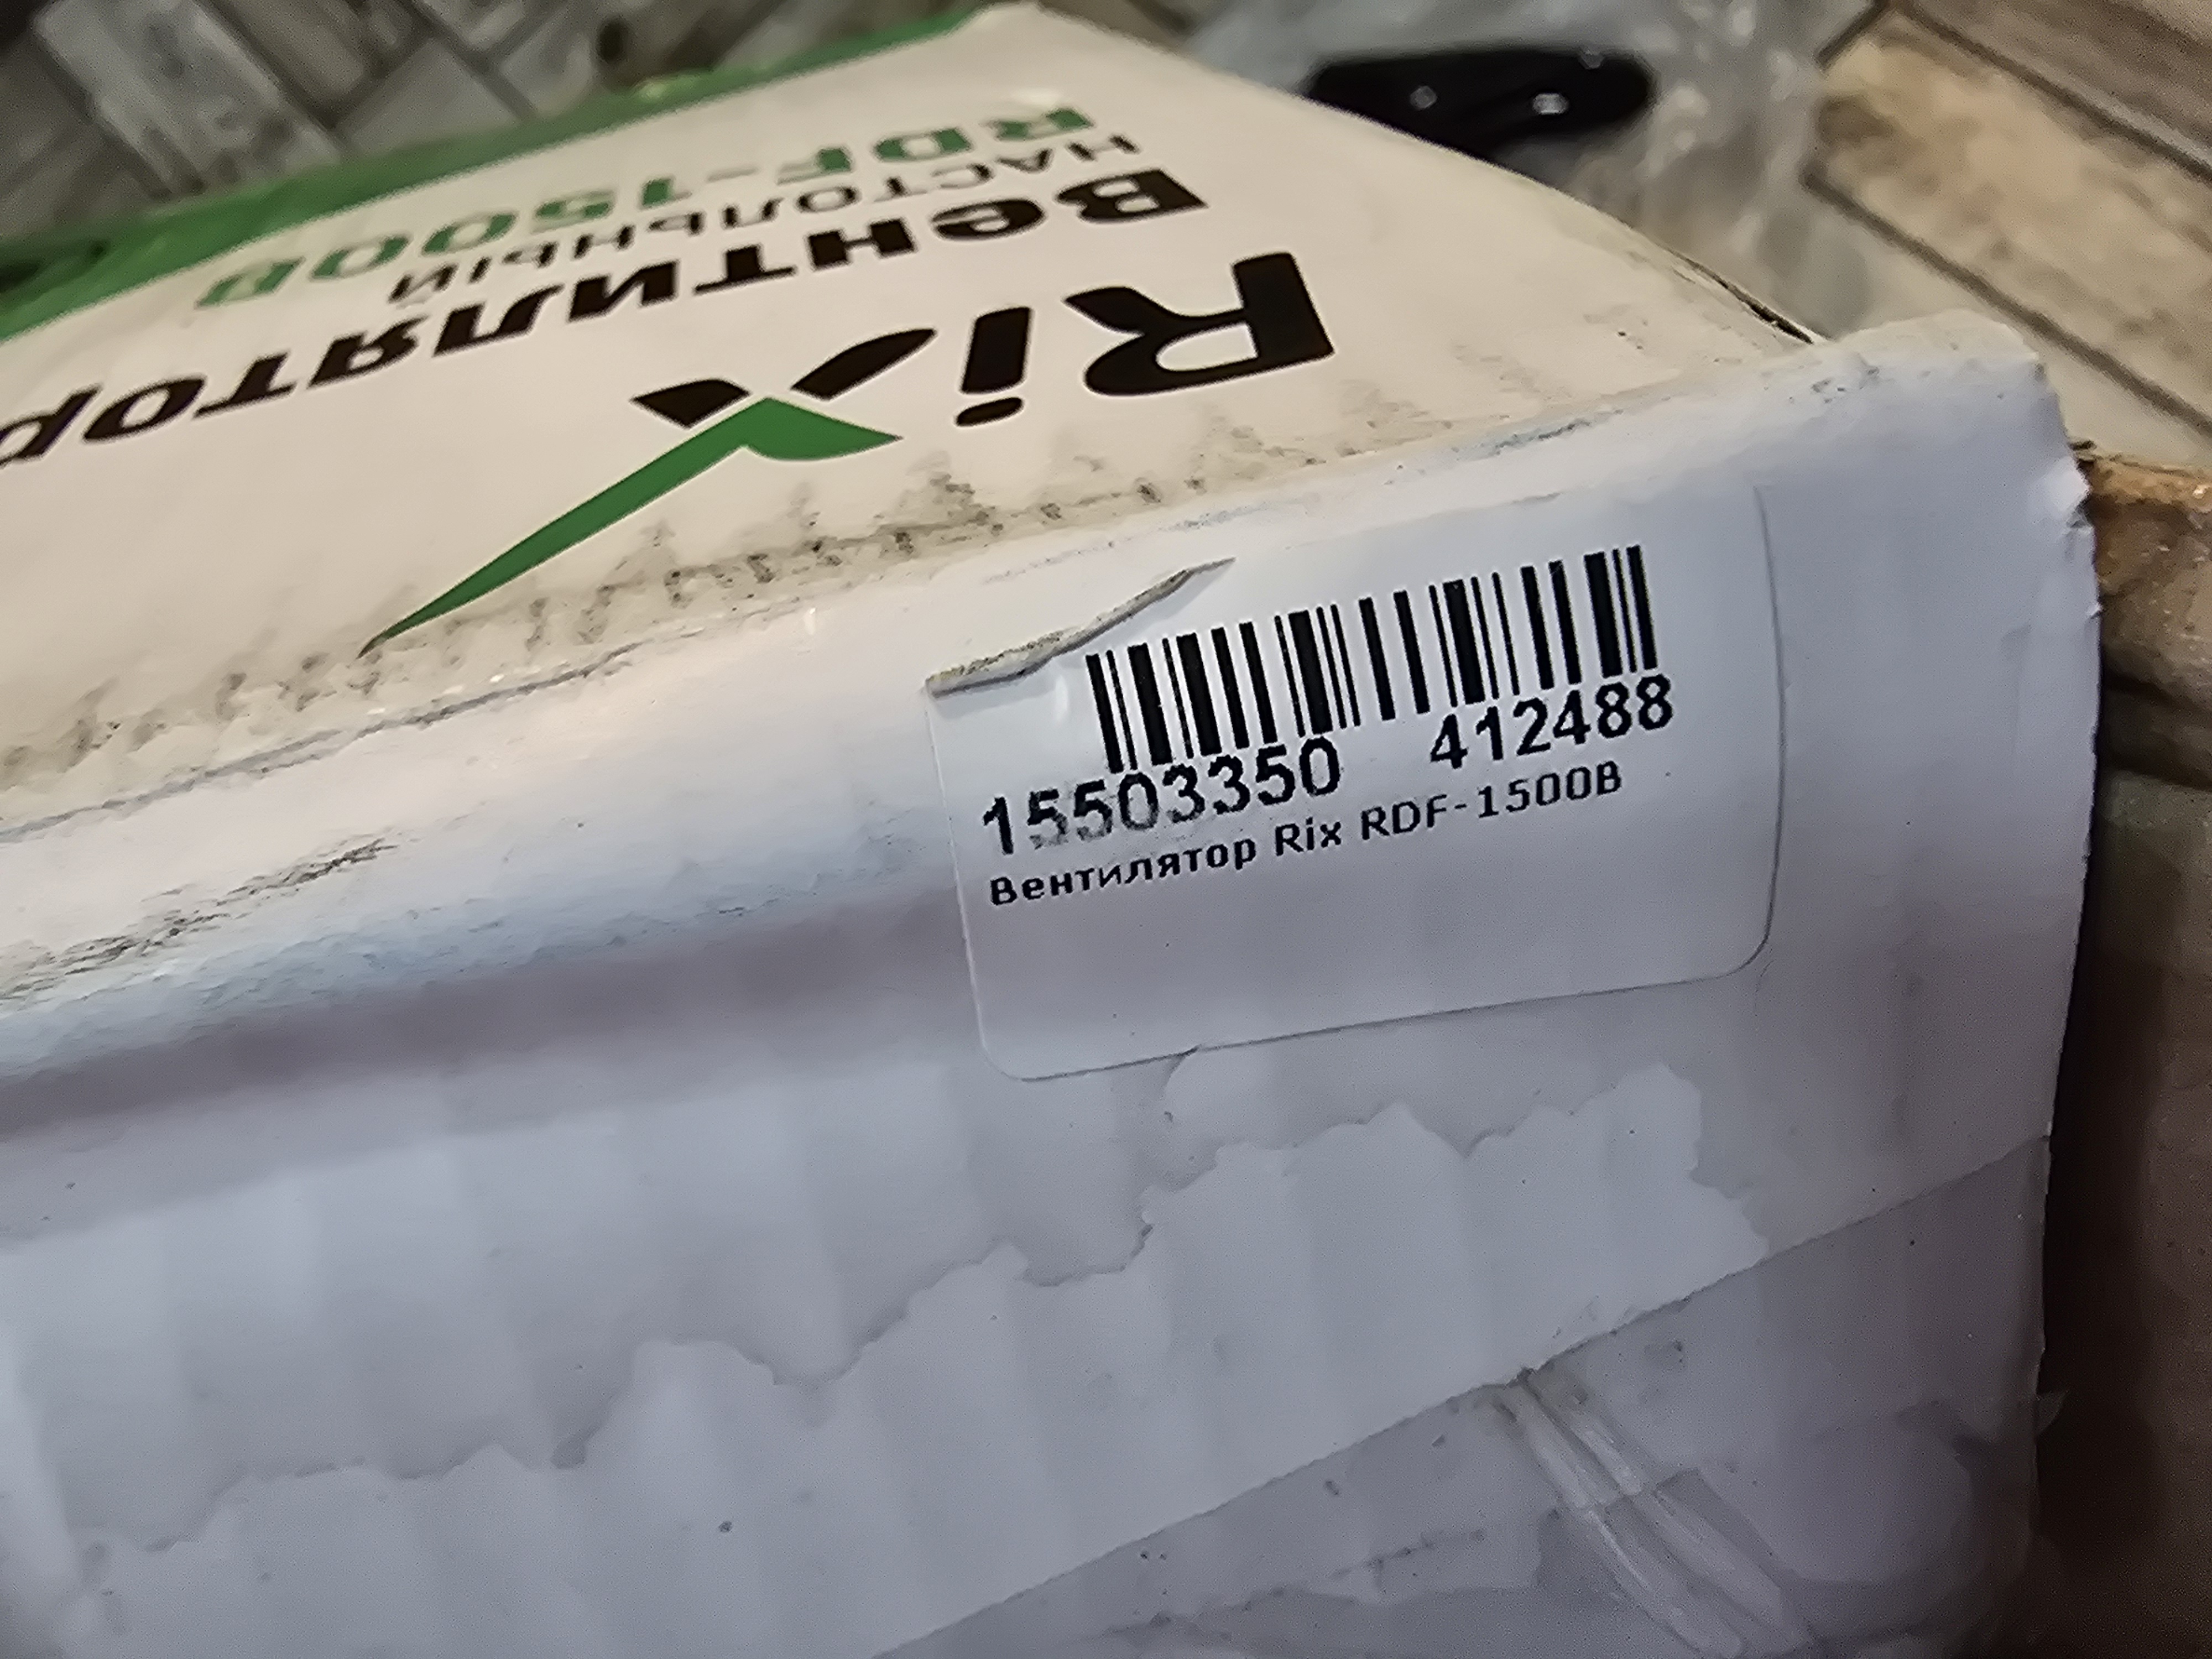 Rix
Вентилятор
НАСТОЛЬНЫЙ
RDF-1500B
15503350 412488
Вентилятор Rix RDF-1500B